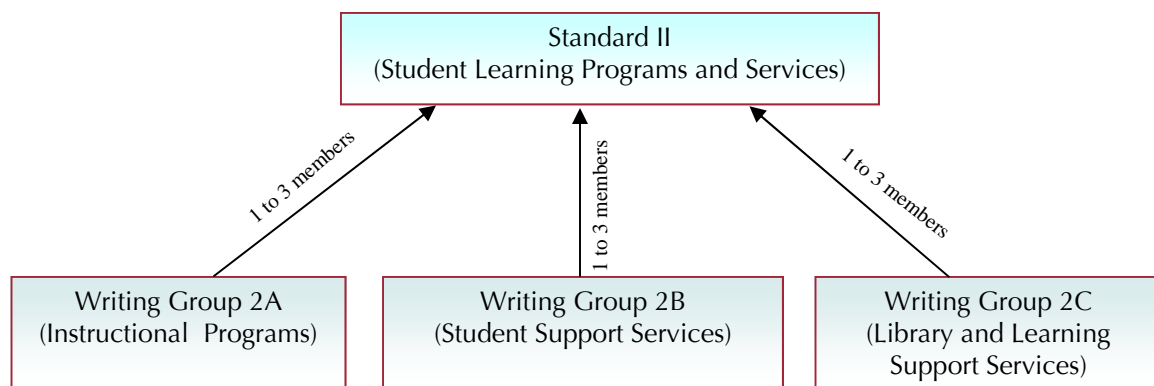 Standard II
(Student Learning Programs and Services)
1 to 3 members
1 to 3 members
1 to 3 members
Writing Group 2A
(Instructional  Programs)
Writing Group 2B
(Student Support Services)
Writing Group 2C
(Library and Learning
Support Services)